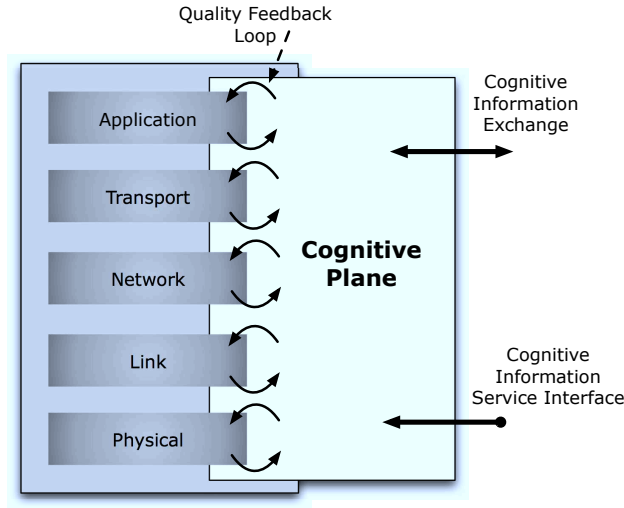 Quality Feedback
Loop
Application
Transport
Network
Link
Physical
Cognitive
Plane
Cognitive
Information
Exchange
Cognitive
Information
Service Interface